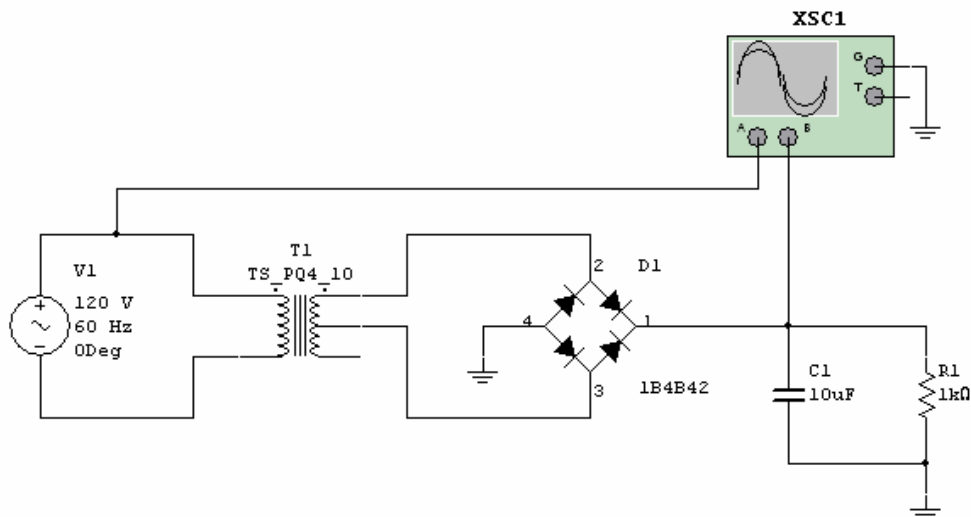 XSC1
G
T
A
B
V1
120 V
60 Hz
0Deg
T1
TS_PQ4_10
2
D1
4
1
3
1B4B42
C1
10uF
R1
1kΩ